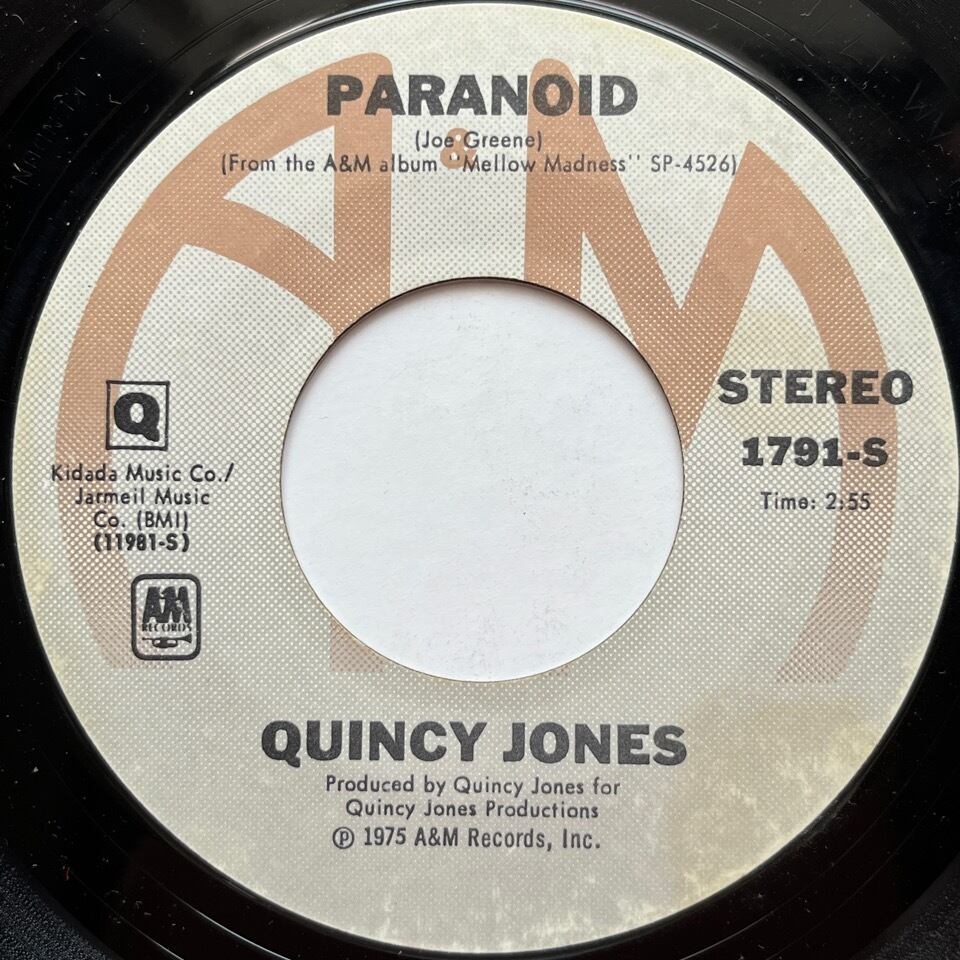 PARANOID
(Joe Greene)
(From the A&M album "Mellow Madness" SP-4526)
A&M
STEREO
1791-S
Time: 2:55
Q
Kidada Music Co./
Jarmeil Music
Co. (BMI)
(11981-S)
A&M
RECORDS
QUINCY JONES
Produced by Quincy Jones for
Quincy Jones Productions
℗ 1975 A&M Records, Inc.